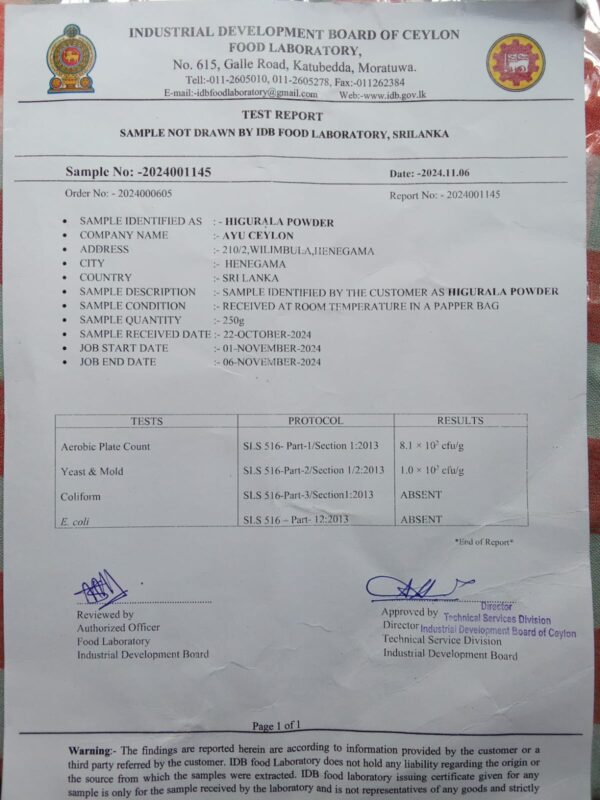 INDUSTRIAL DEVELOPMENT BOARD OF CEYLON
FOOD LABORATORY,
No. 615, Galle Road, Katubedda, Moratuwa.
Tell:-011-2605010, 011-2605278, Fax:-011262384
E-mail:-idbfoodlaboratory@gmail.com Web:-www.idb.gov.lk
TEST REPORT
SAMPLE NOT DRAWN BY IDB FOOD LABORATORY, SRILANKA
Sample No: -2024001145 Date: -2024.11.06
Order No: - 2024000605 Report No: - 2024001145
• SAMPLE IDENTIFIED AS : - HIGURALA POWDER
• COMPANY NAME :- AYU CEYLON
• ADDRESS :- 210/2,WILIMBULA,HENEGAMA
• CITY :- HENEGAMA
• COUNTRY :- SRI LANKA
• SAMPLE DESCRIPTION :- SAMPLE IDENTIFIED BY THE CUSTOMER AS HIGURALA POWDER
• SAMPLE CONDITION :- RECEIVED AT ROOM TEMPERATURE IN A PAPPER BAG
• SAMPLE QUANTITY :- 250g
• SAMPLE RECEIVED DATE :- 22-OCTOBER-2024
• JOB START DATE :- 01-NOVEMBER-2024
• JOB END DATE :- 06-NOVEMBER-2024
TESTS PROTOCOL RESULTS
Aerobic Plate Count SLS 516- Part-1/Section 1:2013 8.1 × cfu/g
Yeast & Mold SLS 516-Part-2/Section 1/2:2013 1.0 × cfu/g
Coliform SLS 516-Part-3/Section1:2013 ABSENT
E. coli SLS 516 – Part- 12:2013 ABSENT
*End of Report*
Reviewed by
Authorized Officer
Food Laboratory
Industrial Development Board
Approved by
Director
Technical Service Division
Industrial Development Board
Director
Technical Services Division
Industrial Development Board of Ceylon
Page 1 of 1
Warning:- The findings are reported herein are according to information provided by the customer or a
third party referred by the customer. IDB food Laboratory does not hold any liability regarding the origin or
the source from which the samples were extracted. IDB food laboratory issuing certificate given for any
sample is only for the sample received by the laboratory and is not representatives of any goods and strictly